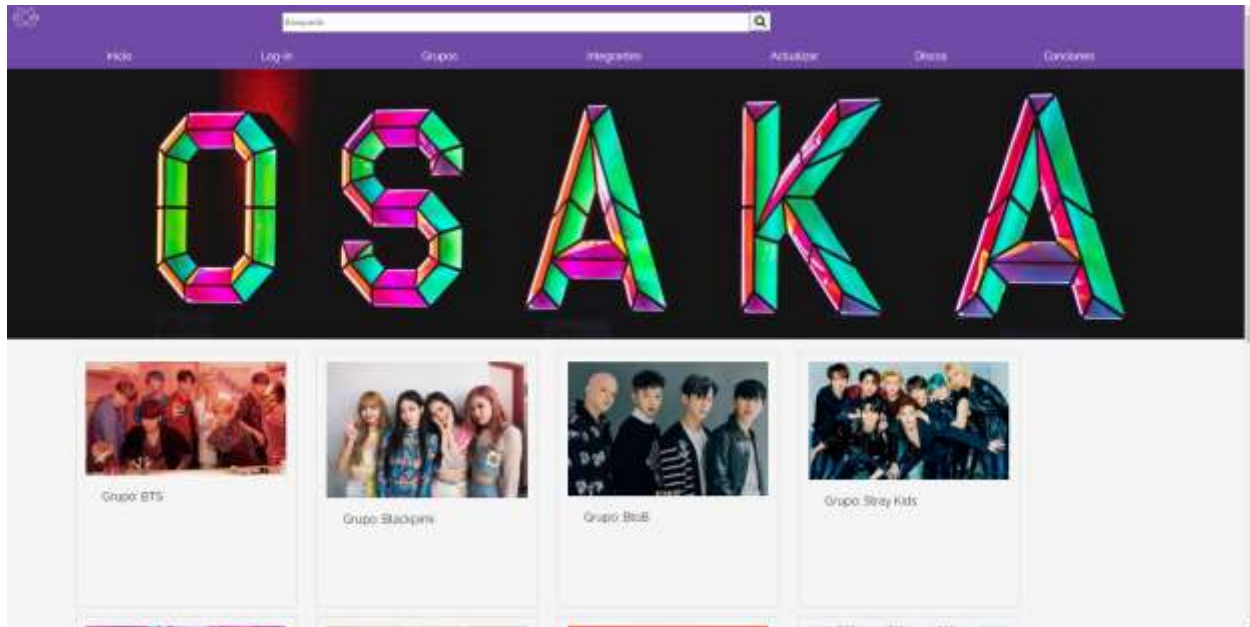 Búsqueda
Inicio Log-in Grupos Integrantes Actualizar Discos Canciones
OSAKA
Grupo: BTS
Grupo: Blackpink
Grupo: BtoB
Grupo: Stray Kids